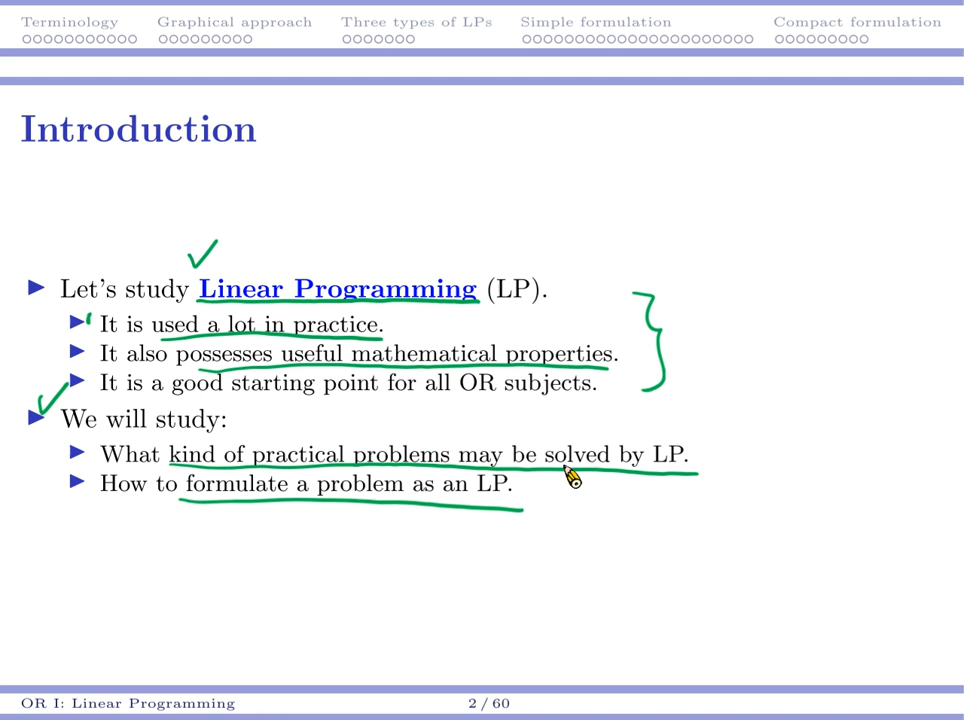 Terminology Graphical approach Three types of LPs Simple formulation Compact formulation
Introduction
Let's study Linear Programming (LP).
It is used a lot in practice.
It also possesses useful mathematical properties.
It is a good starting point for all OR subjects.
We will study:
What kind of practical problems may be solved by LP.
How to formulate a problem as an LP.
OR I: Linear Programming 2 / 60